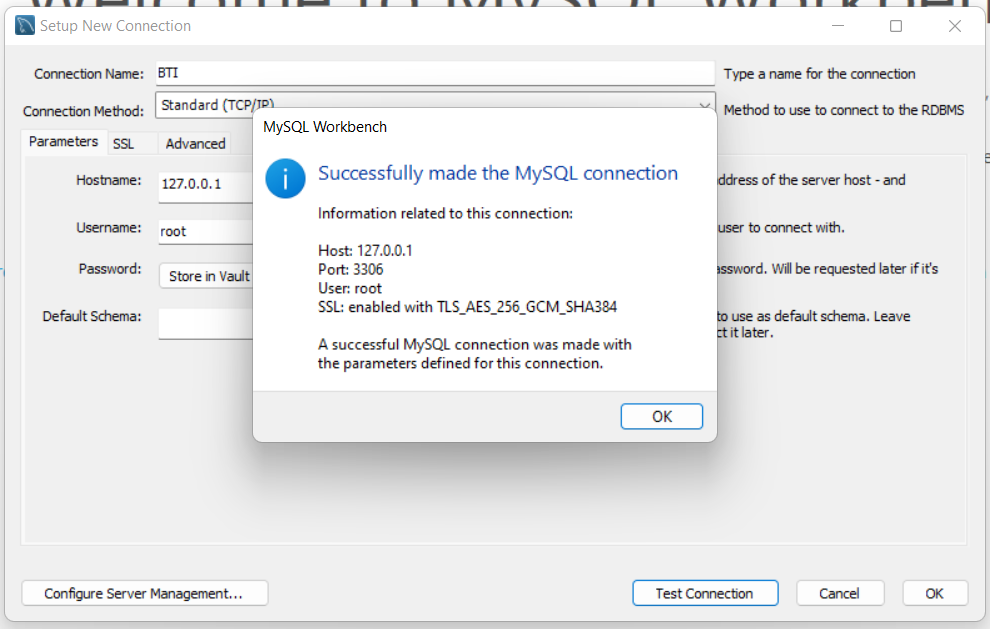 Welcome to MySQL Workben
Setup New Connection
Connection Name: BTI Type a name for the connection
Connection Method: Standard (TCP/IP) Method to use to connect to the RDBMS
Parameters SSL Advanced
Hostname: 127.0.0.1 address of the server host - and
Username: root user to connect with.
Password: Store in Vault password. Will be requested later if it's
Default Schema: to use as default schema. Leave
it later.
MySQL Workbench
Successfully made the MySQL connection
Information related to this connection:
Host: 127.0.0.1
Port: 3306
User: root
SSL: enabled with TLS_AES_256_GCM_SHA384
A successful MySQL connection was made with
the parameters defined for this connection.
OK
Configure Server Management... Test Connection Cancel OK